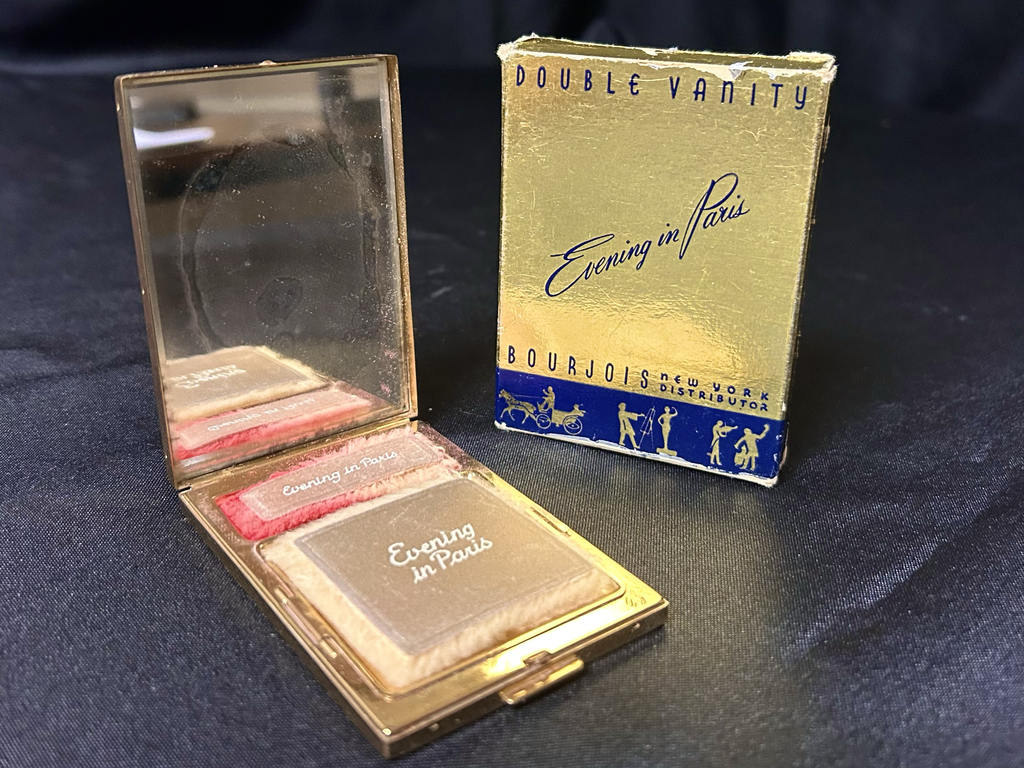 DOUBLE VANITY
Evening in Paris
BOURJOIS NEW YORK
DISTRIBUTOR
Evening in Paris
Evening
in Paris